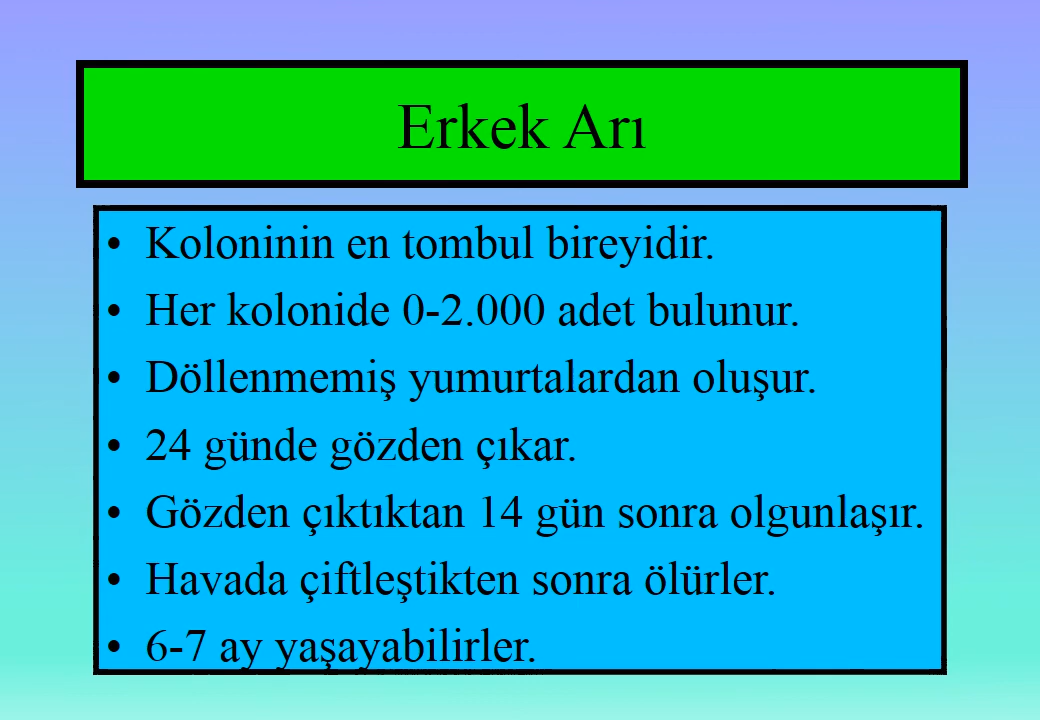 Erkek Arı
• Koloninin en tombul bireyidir.
• Her kolonide 0-2.000 adet bulunur.
• Döllenmemiş yumurtalardan oluşur.
• 24 günde gözden çıkar.
• Gözden çıktıktan 14 gün sonra olgunlaşır.
• Havada çiftleştikten sonra ölürler.
• 6-7 ay yaşayabilirler.